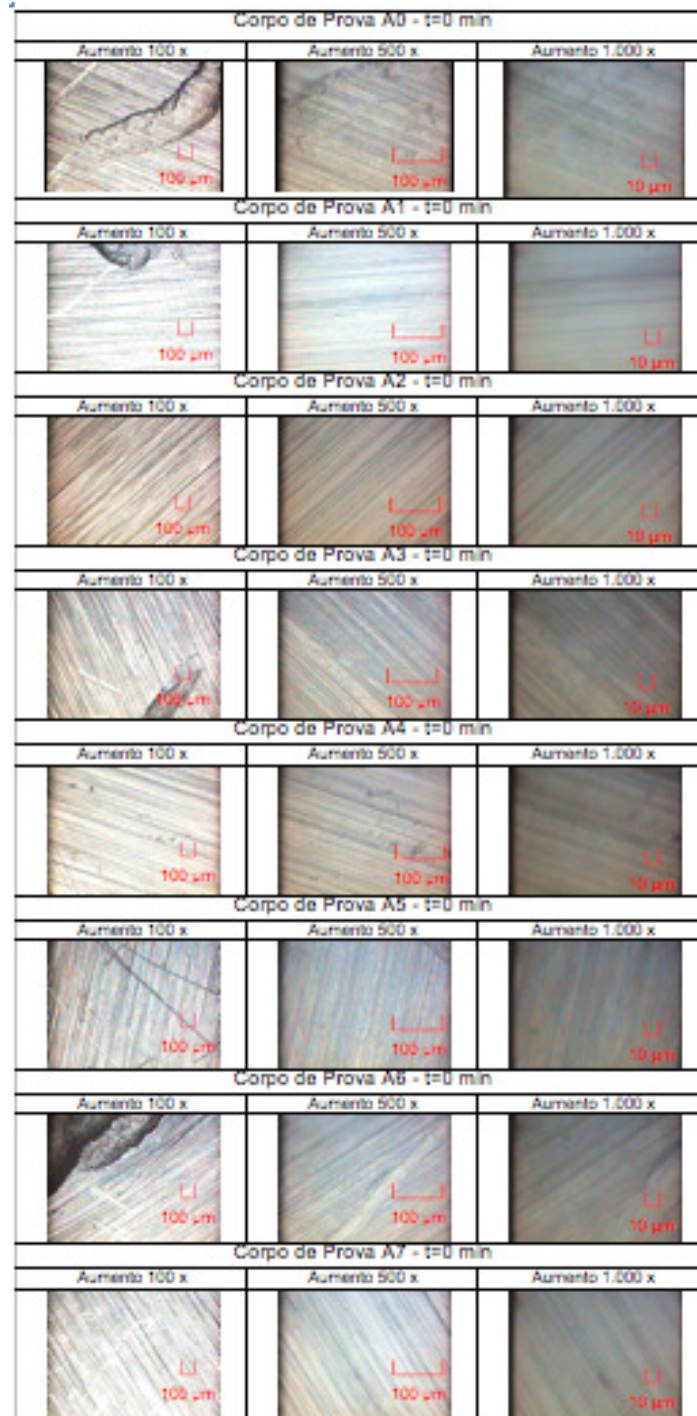 Corpo de Prova A0 - t=0 min
Aumento 100 x Aumento 500 x Aumento 1.000 x
100 µm 100 µm 10 µm
Corpo de Prova A1 - t=0 min
Aumento 100 x Aumento 500 x Aumento 1.000 x
100 µm 100 µm 10 µm
Corpo de Prova A2 - t=0 min
Aumento 100 x Aumento 500 x Aumento 1.000 x
100 µm 100 µm 10 µm
Corpo de Prova A3 - t=0 min
Aumento 100 x Aumento 500 x Aumento 1.000 x
100 µm 100 µm 10 µm
Corpo de Prova A4 - t=0 min
Aumento 100 x Aumento 500 x Aumento 1.000 x
100 µm 100 µm 10 µm
Corpo de Prova A5 - t=0 min
Aumento 100 x Aumento 500 x Aumento 1.000 x
100 µm 100 µm 10 µm
Corpo de Prova A6 - t=0 min
Aumento 100 x Aumento 500 x Aumento 1.000 x
100 µm 100 µm 10 µm
Corpo de Prova A7 - t=0 min
Aumento 100 x Aumento 500 x Aumento 1.000 x
100 µm 100 µm 10 µm